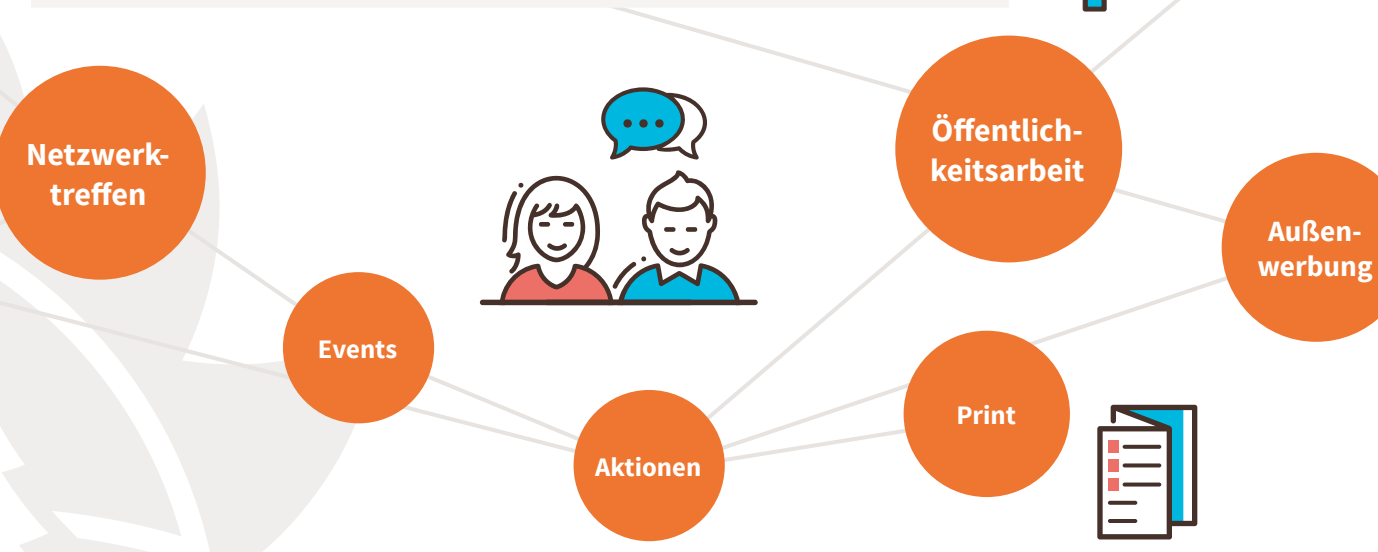 Netzwerk-
treffen
Öffentlich-
keitsarbeit
Außen-
werbung
Events
Print
Aktionen